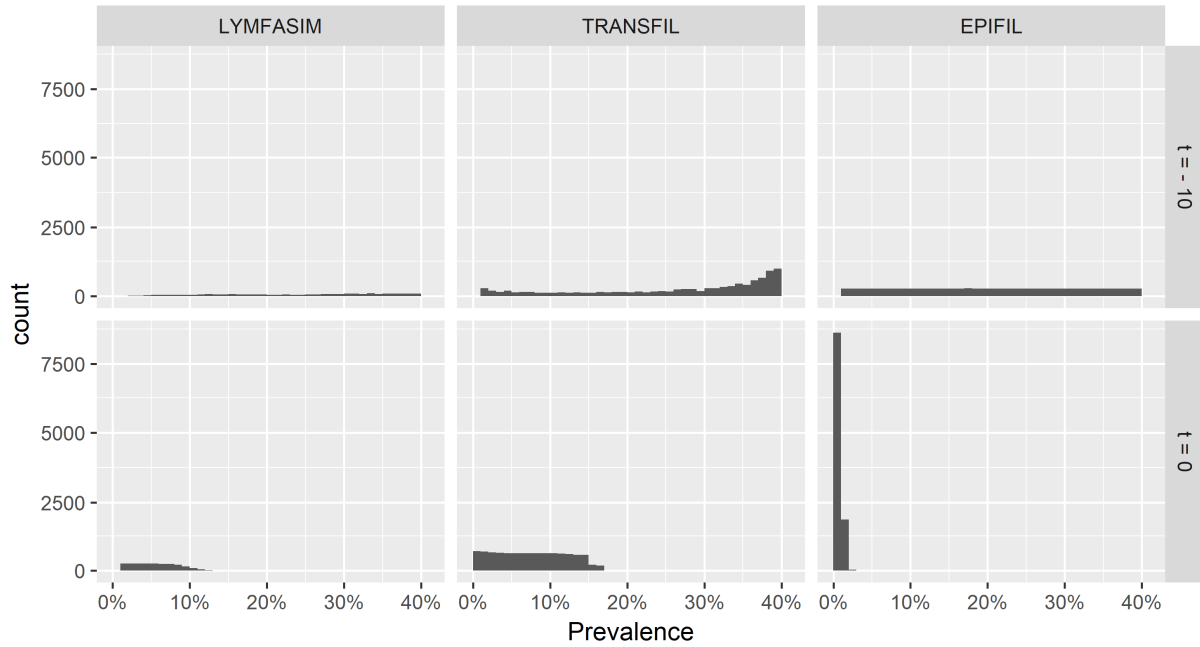 LYMFASIM TRANSFIL EPIFIL
7500
5000
2500
0
t = - 10
count
7500
5000
2500
0
t = 0
0% 10% 20% 30% 40% 0% 10% 20% 30% 40% 0% 10% 20% 30% 40%
Prevalence